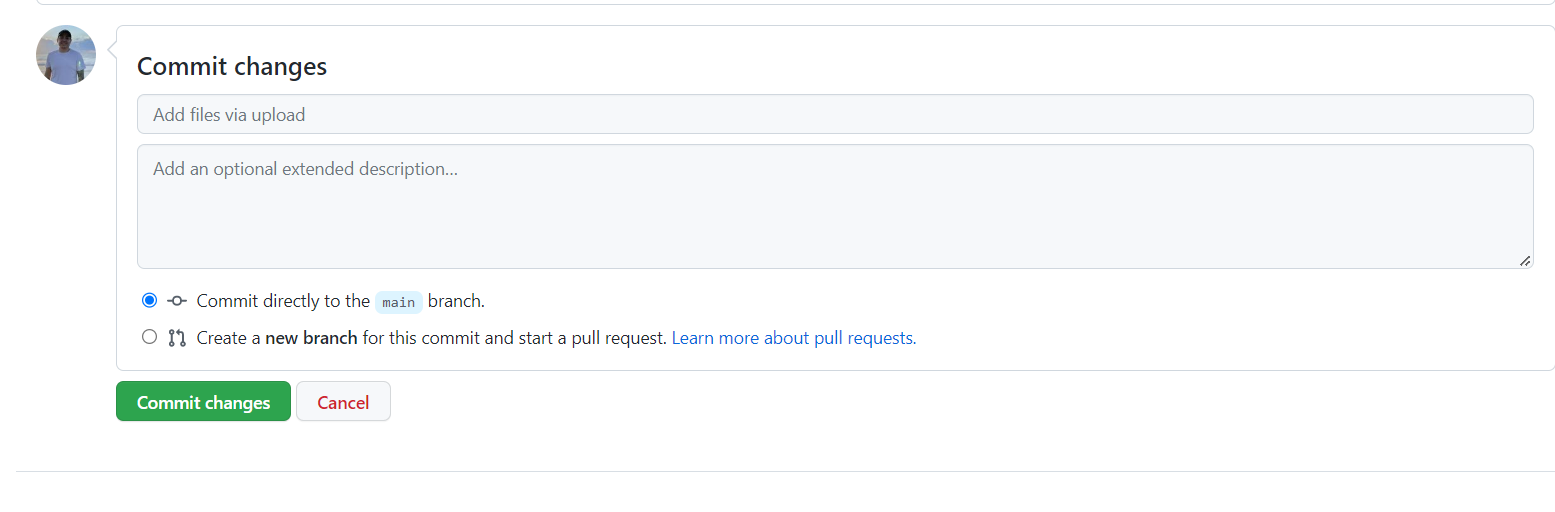 Commit changes
Add files via upload
Add an optional extended description...
Commit directly to the main branch.
Create a new branch for this commit and start a pull request. Learn more about pull requests.
Commit changes Cancel